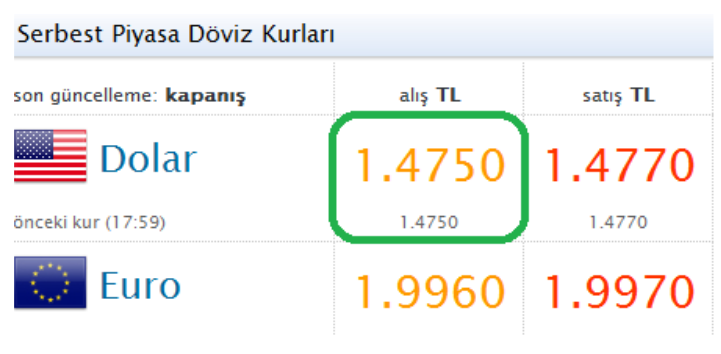 Serbest Piyasa Döviz Kurları
son güncelleme: kapanış alış TL satış TL
Dolar 1.4750 1.4770
önceki kur (17:59) 1.4750 1.4770
Euro 1.9960 1.9970